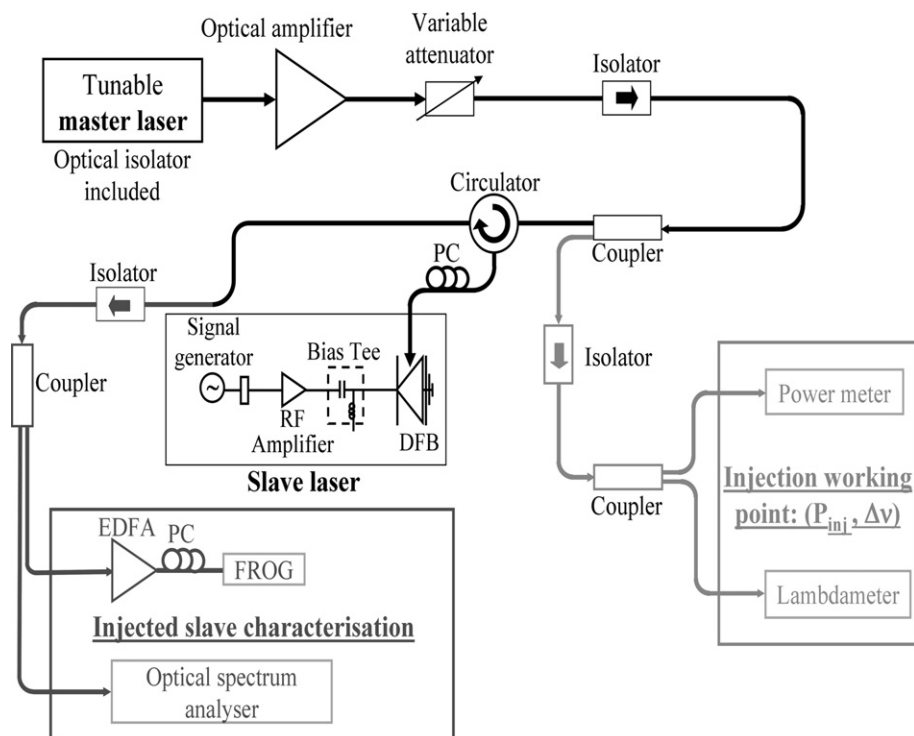 Optical amplifier
Variable
attenuator
Isolator
Tunable
master laser
Optical isolator
included
Circulator
Coupler
PC
Isolator
Signal
generator
Bias Tee
Isolator
Coupler
~
RF
Amplifier
DFB
Slave laser
Power meter
Injection working
point: (Pinj , Δν)
Coupler
Lambdameter
EDFA
PC
FROG
Injected slave characterisation
Optical spectrum
analyser